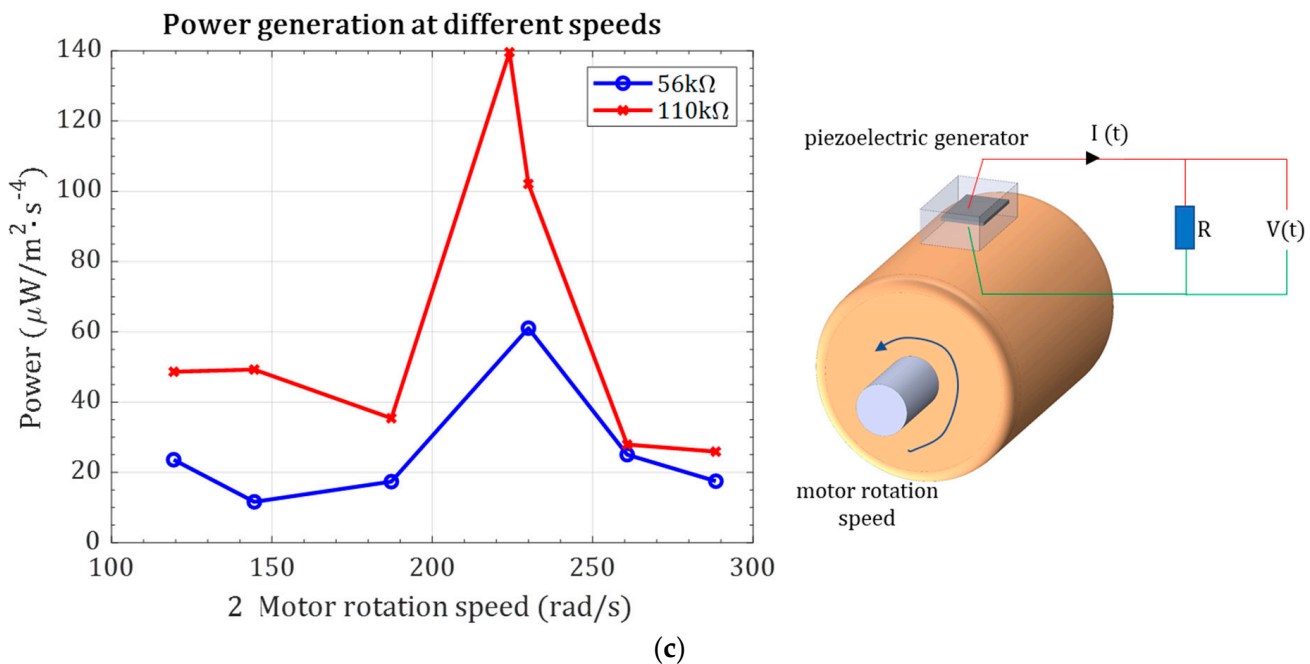 Power generation at different speeds
140
120
100
80
60
40
20
0
100 150 200 250 300
Power (μW/m²·s⁻⁴)
2 Motor rotation speed (rad/s)
56kΩ
110kΩ
piezoelectric generator
I (t)
R
V(t)
motor rotation
speed
(c)